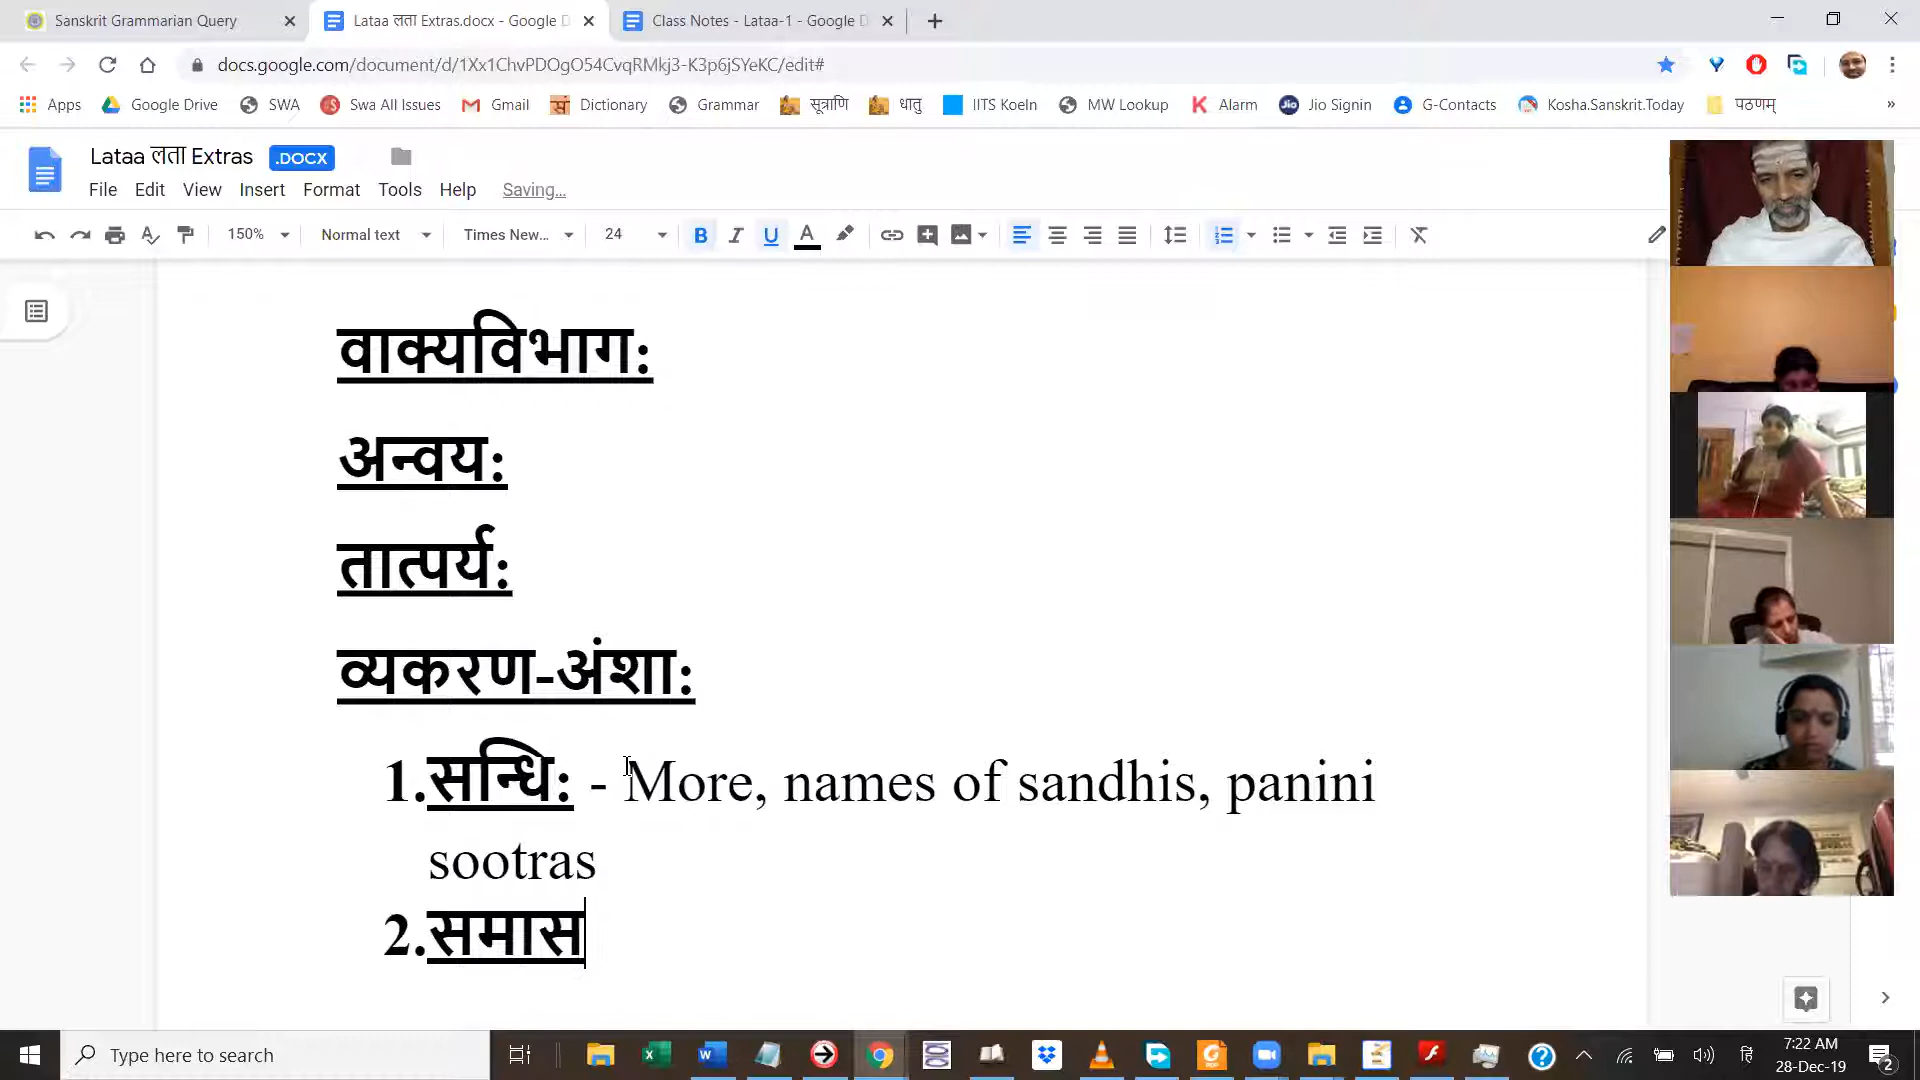 Sanskrit Grammarian Query
Lataa लता Extras.docx - Google D
Class Notes - Lataa-1 - Google D
docs.google.com/document/d/1Xx1ChvPDOgO54CvqRMkj3-K3p6jSYeKC/edit#
Apps Google Drive SWA Swa All Issues Gmail Dictionary Grammar सूत्राणि धातु IITS Koeln MW Lookup Alarm Jio Signin G-Contacts Kosha.Sanskrit.Today पठणम् »
Lataa लता Extras .DOCX
File Edit View Insert Format Tools Help Saving...
150% Normal text Times New... 24 B I U A
वाक्यविभाग:
अन्वय:
तात्पर्य:
व्यकरण-अंशा:
1.सन्धि: - More, names of sandhis, panini
sootras
2.समास
Type here to search
हि
7:22 AM
28-Dec-19
2